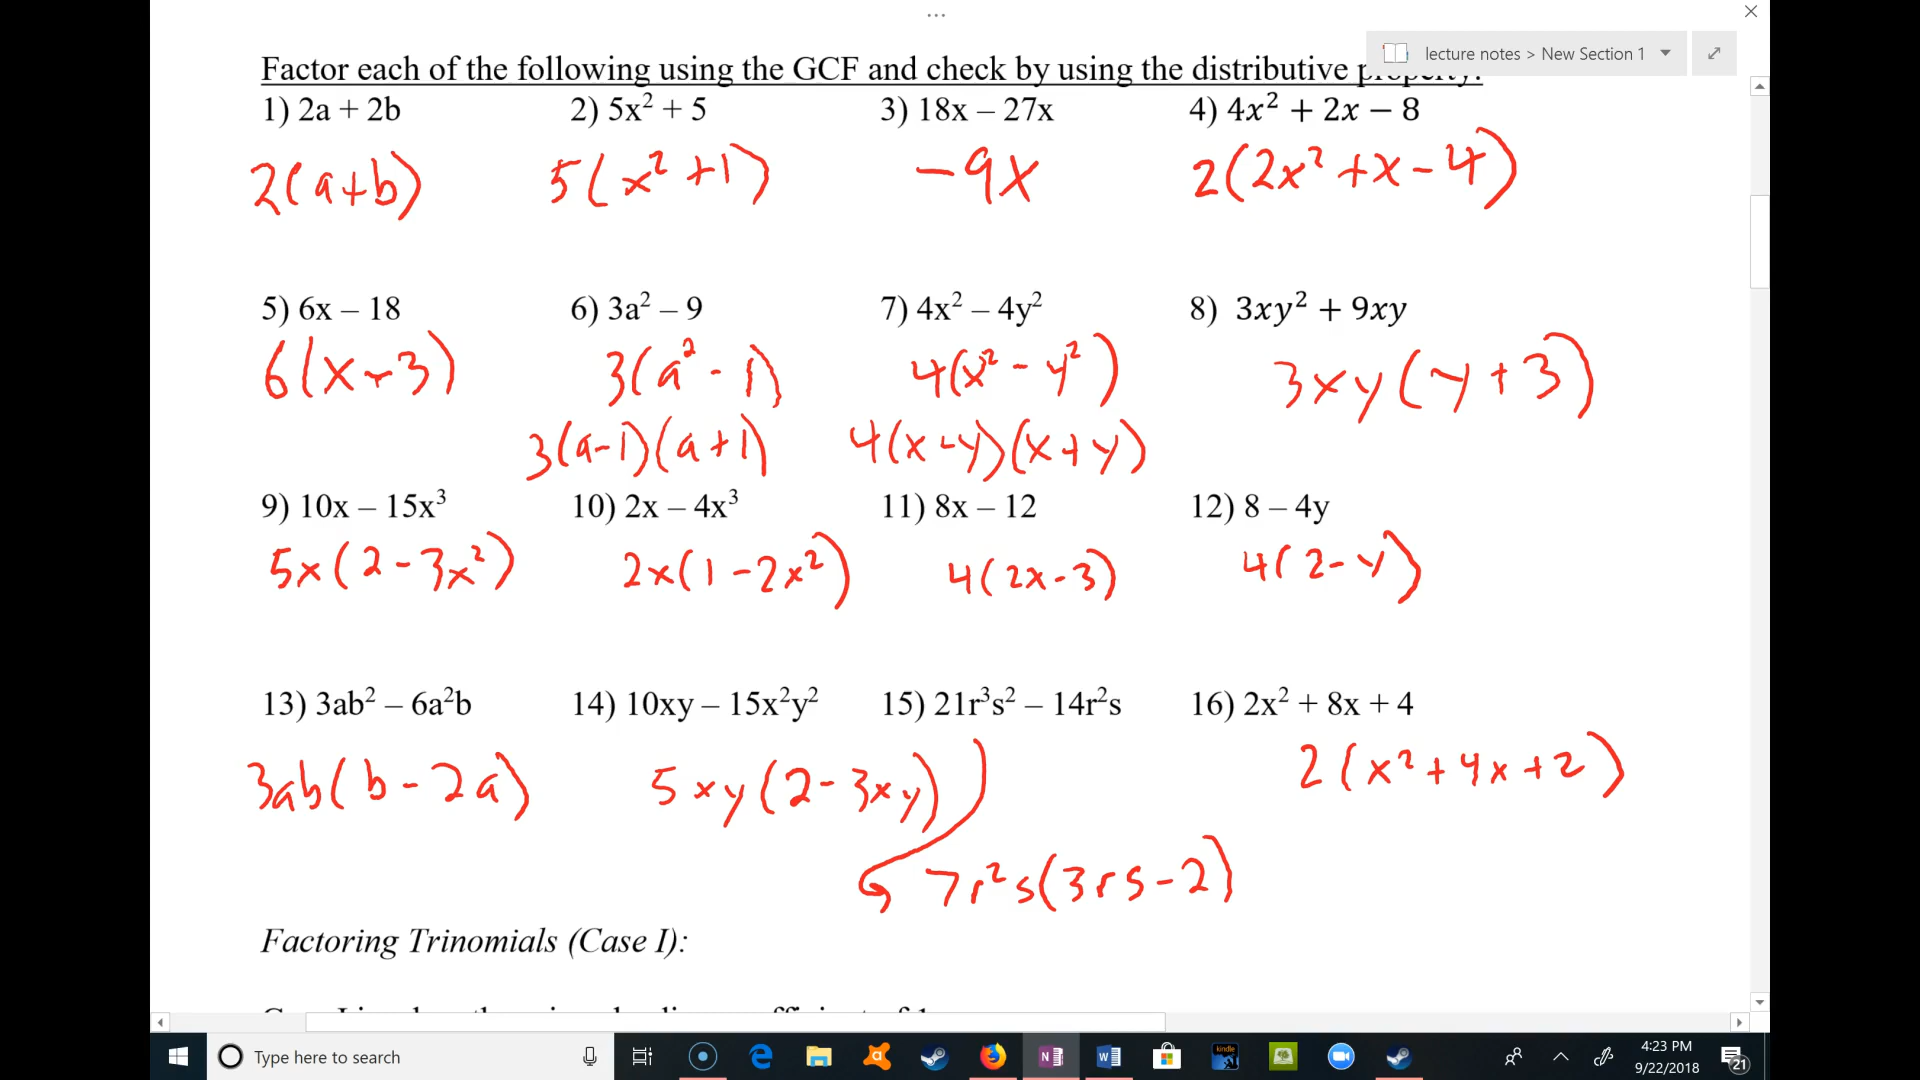 lecture notes > New Section 1
Factor each of the following using the GCF and check by using the distributive property:
1) 2a + 2b 2) 5x² + 5 3) 18x – 27x 4) 4x² + 2x − 8
2(a+b) 5(x²+1) -9x 2(2x²+x-4)
5) 6x – 18 6) 3a² – 9 7) 4x² – 4y² 8) 3xy² + 9xy
6(x-3) 3(a²-1) 4(x²-y²) 3xy(y+3)
3(a-1)(a+1) 4(x-y)(x+y)
9) 10x – 15x³ 10) 2x – 4x³ 11) 8x – 12 12) 8 – 4y
5x(2-3x²) 2x(1-2x²) 4(2x-3) 4(2-y)
13) 3ab² – 6a²b 14) 10xy – 15x²y² 15) 21r³s² – 14r²s 16) 2x² + 8x + 4
3ab(b-2a) 5xy(2-3xy) 2(x²+4x+2)
7r²s(3rs-2)
Factoring Trinomials (Case I):
Type here to search
kindle
4:23 PM
9/22/2018
21